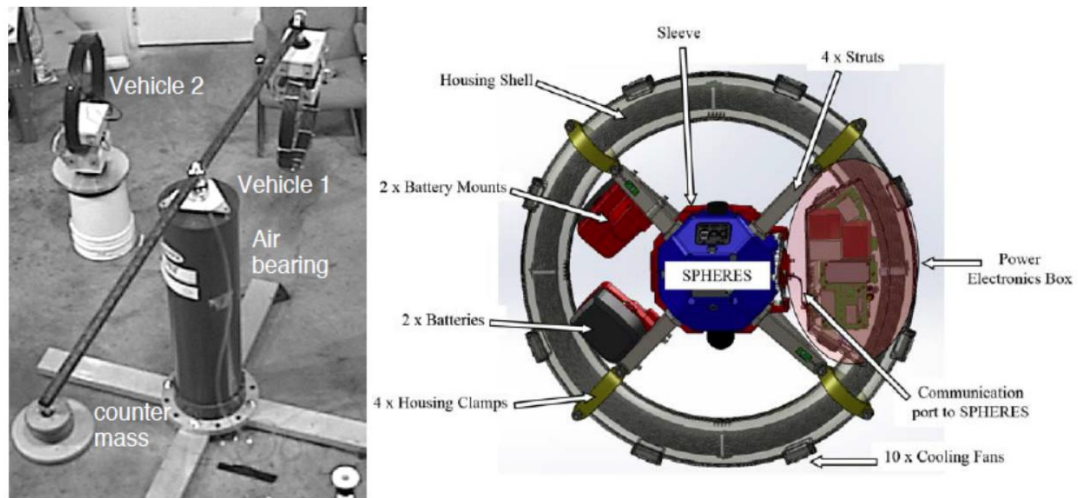 Vehicle 2
Vehicle 1
Air
bearing
counter
mass
Sleeve
4 x Struts
Housing Shell
2 x Battery Mounts
SPHERES
Power
Electronics Box
2 x Batteries
Communication
port to SPHERES
4 x Housing Clamps
10 x Cooling Fans